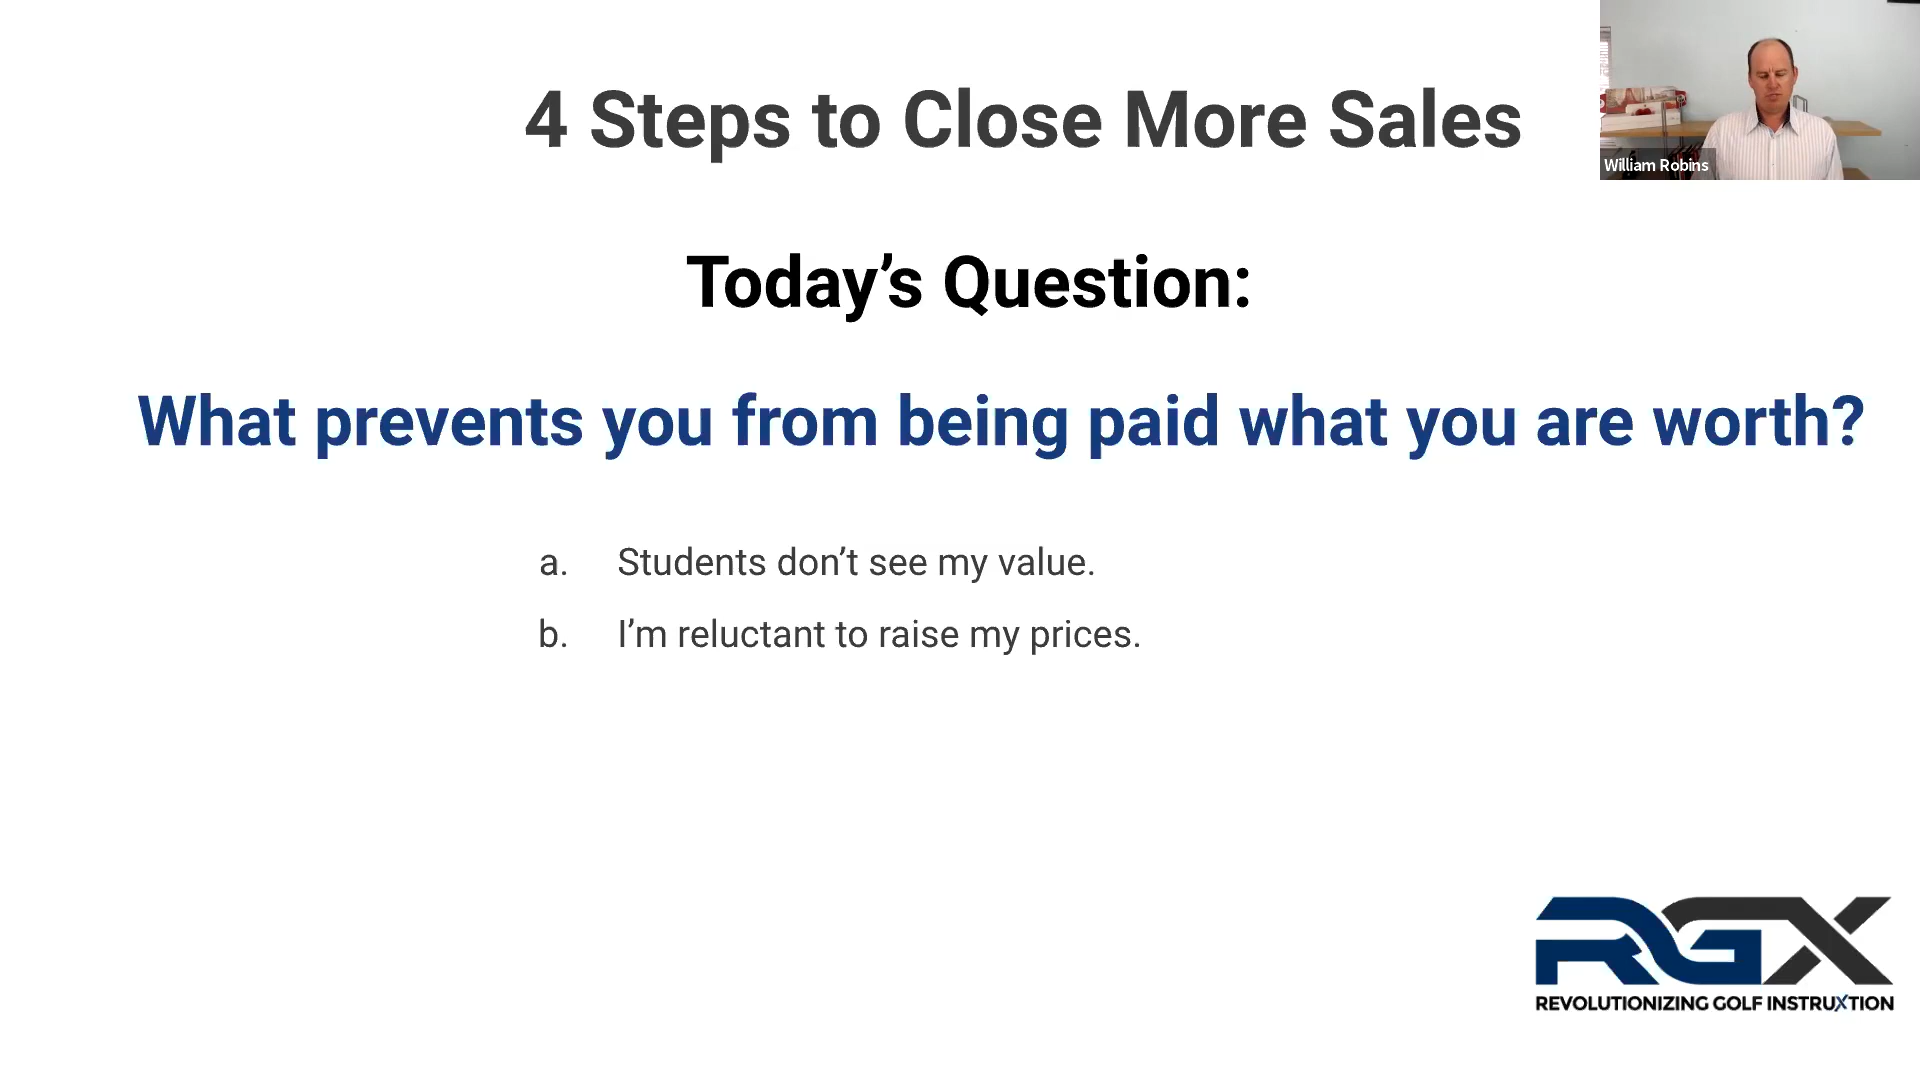 4 Steps to Close More Sales
William Robins
Today’s Question:
What prevents you from being paid what you are worth?
a. Students don’t see my value.
b. I’m reluctant to raise my prices.
RGX
REVOLUTIONIZING GOLF INSTRUXTION